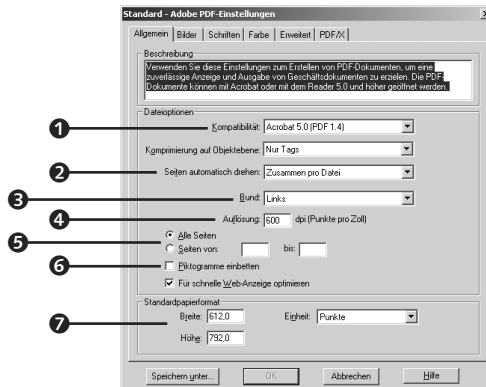 Standard - Adobe PDF-Einstellungen
Allgemein Bilder Schriften Farbe Erweitert PDF/X
Beschreibung
Verwenden Sie diese Einstellungen zum Erstellen von PDF-Dokumenten, um eine
zuverlässige Anzeige und Ausgabe von Geschäftsdokumenten zu erzielen. Die PDF-
Dokumente können mit Acrobat oder mit dem Reader 5.0 und höher geöffnet werden.
Dateioptionen
1 Kompatibilität: Acrobat 5.0 (PDF 1.4)
Komprimierung auf Objektebene: Nur Tags
2 Seiten automatisch drehen: Zusammen pro Datei
3 Bund: Links
4 Auflösung: 600 dpi (Punkte pro Zoll)
5 Alle Seiten
Seiten von: bis:
6 Piktogramme einbetten
Für schnelle Web-Anzeige optimieren
Standardpapierformat
7 Breite: 612,0 Einheit: Punkte
Höhe: 792,0
Speichern unter... OK Abbrechen Hilfe